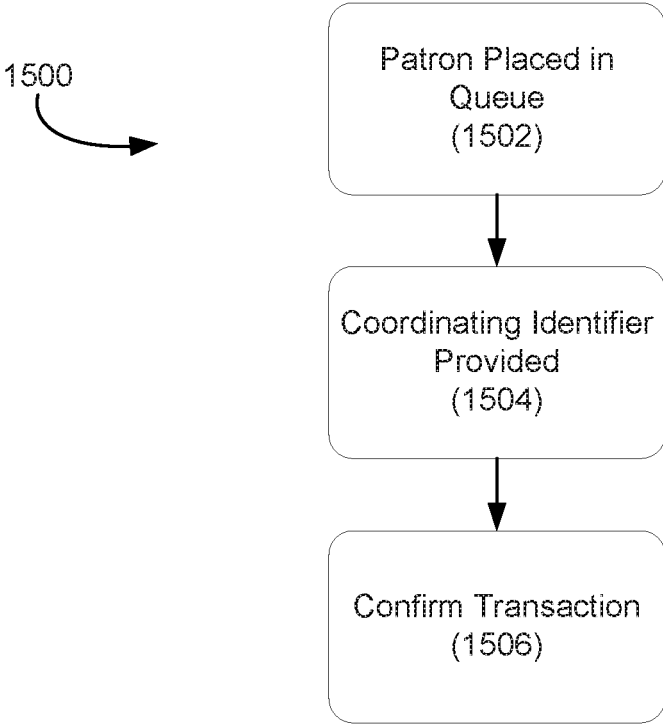 1500
Patron Placed in
Queue
(1502)
Coordinating Identifier
Provided
(1504)
Confirm Transaction
(1506)